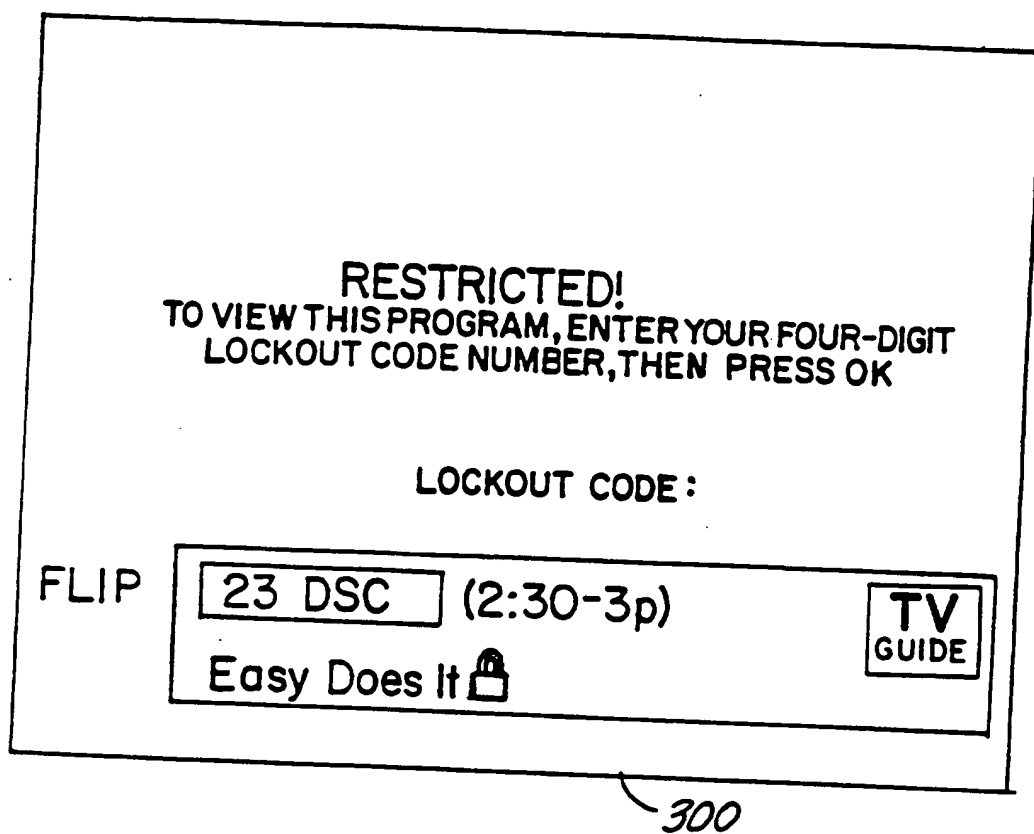 RESTRICTED!
TO VIEW THIS PROGRAM, ENTER YOUR FOUR-DIGIT
LOCKOUT CODE NUMBER, THEN PRESS OK
LOCKOUT CODE:
FLIP
23 DSC (2:30-3p)
TV
GUIDE
Easy Does It
300